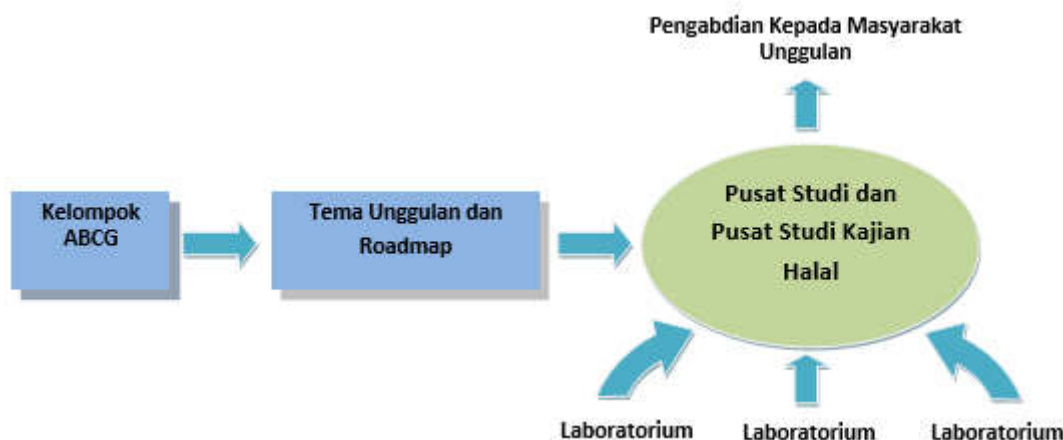 Pengabdian Kepada Masyarakat
Unggulan
Kelompok
ABCG
Tema Unggulan dan
Roadmap
Pusat Studi dan
Pusat Studi Kajian
Halal
Laboratorium
Laboratorium
Laboratorium